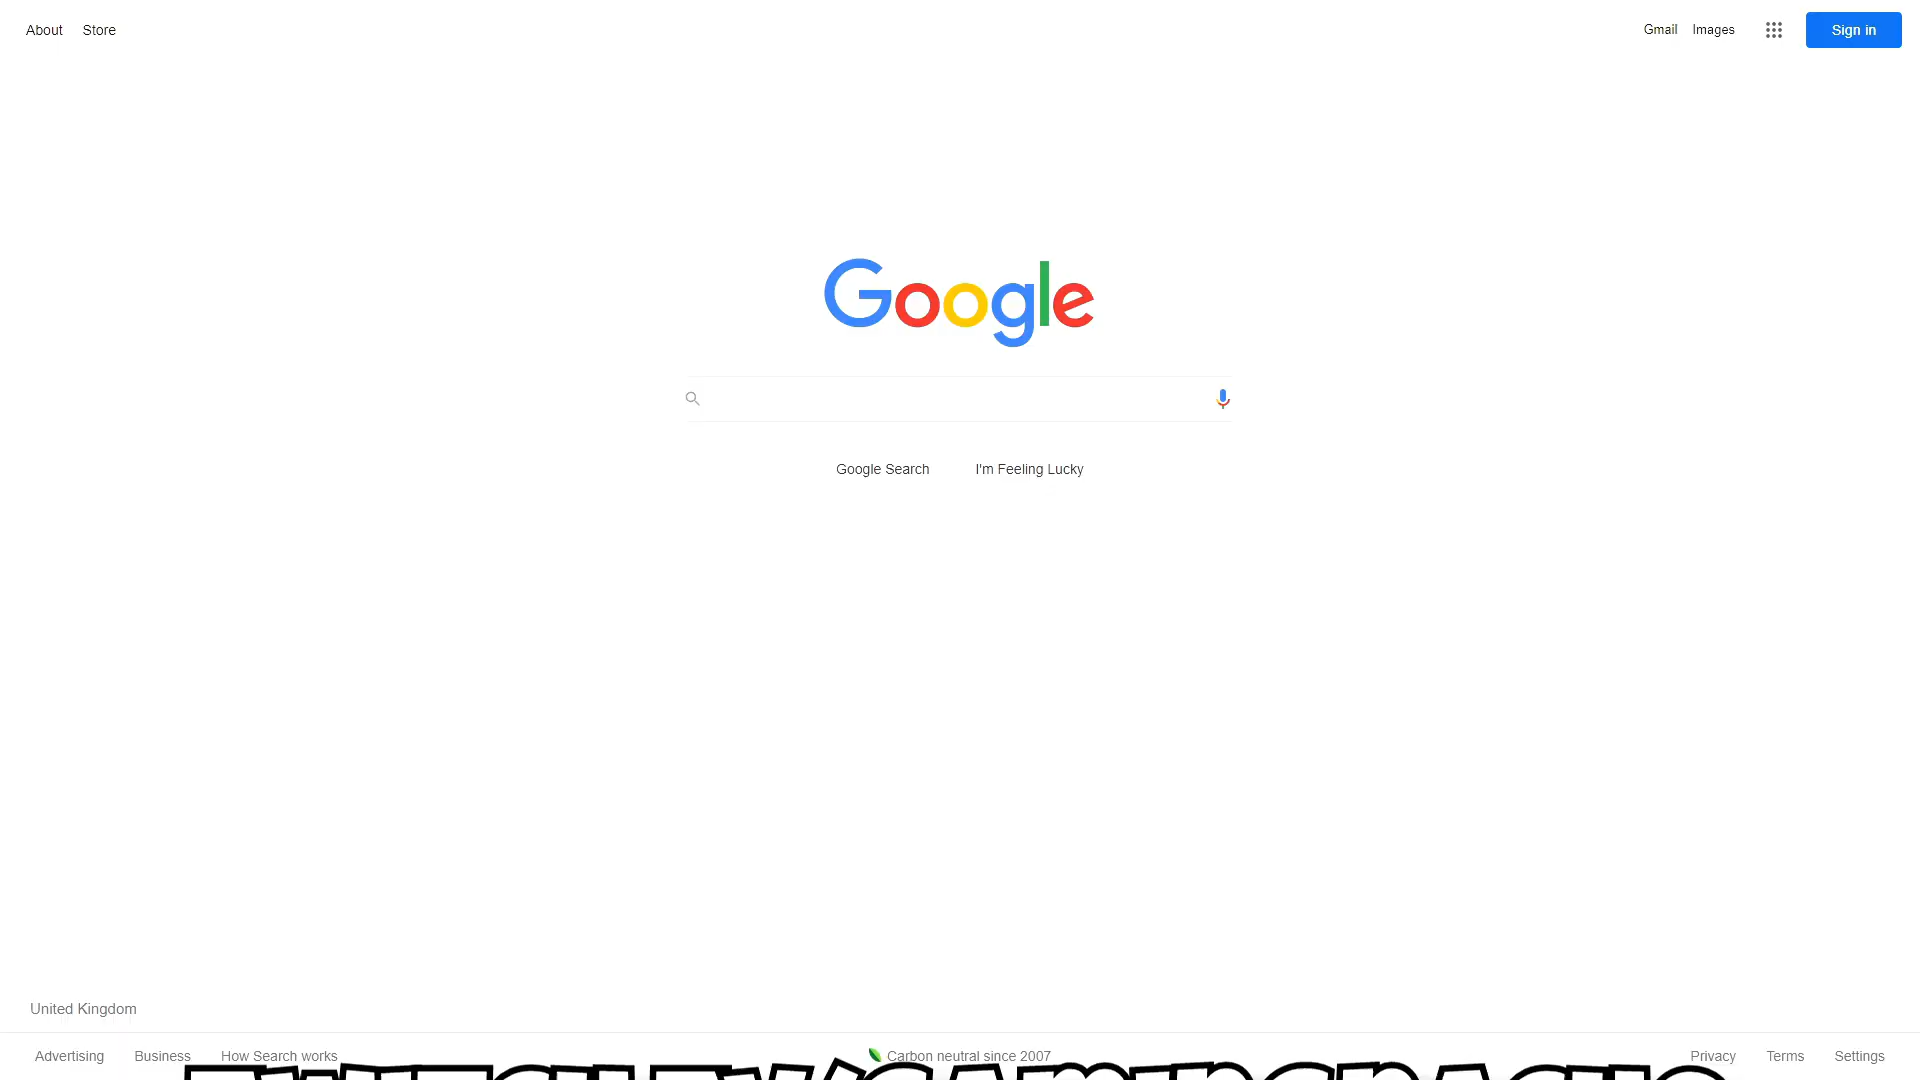 About Store Gmail Images Sign in
Google
Google Search I'm Feeling Lucky
United Kingdom
Advertising Business How Search works Carbon neutral since 2007 Privacy Terms Settings